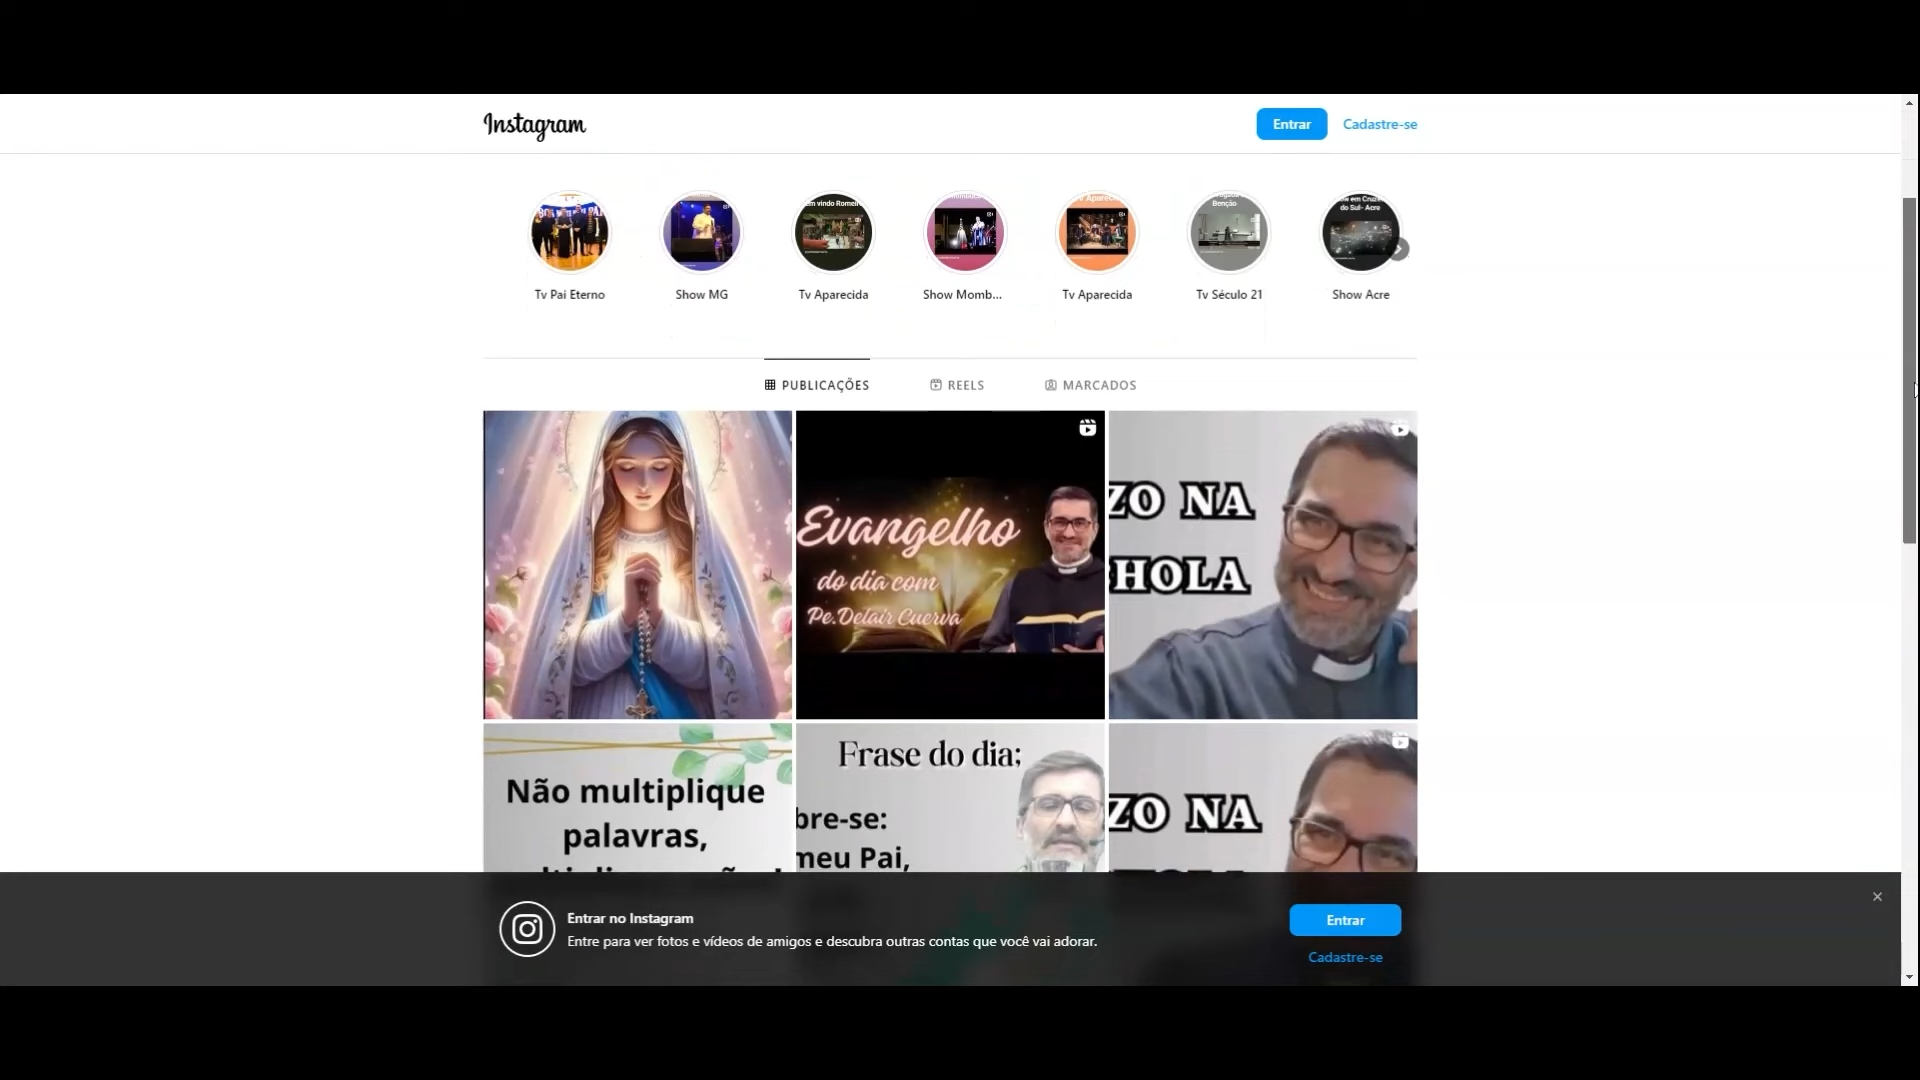 Instagram
Entrar
Cadastre-se
Tv Pai Eterno
Show MG
Tv Aparecida
Show Momb...
Tv Aparecida
Tv Século 21
Show Acre
PUBLICAÇÕES
REELS
MARCADOS
Evangelho
do dia com
Pe.Delair Cuerva
ZO NA
HOLA
Não multiplique
palavras,
Frase do dia;
bre-se:
meu Pai,
ZO NA
Entrar no Instagram
Entre para ver fotos e vídeos de amigos e descubra outras contas que você vai adorar.
Entrar
Cadastre-se